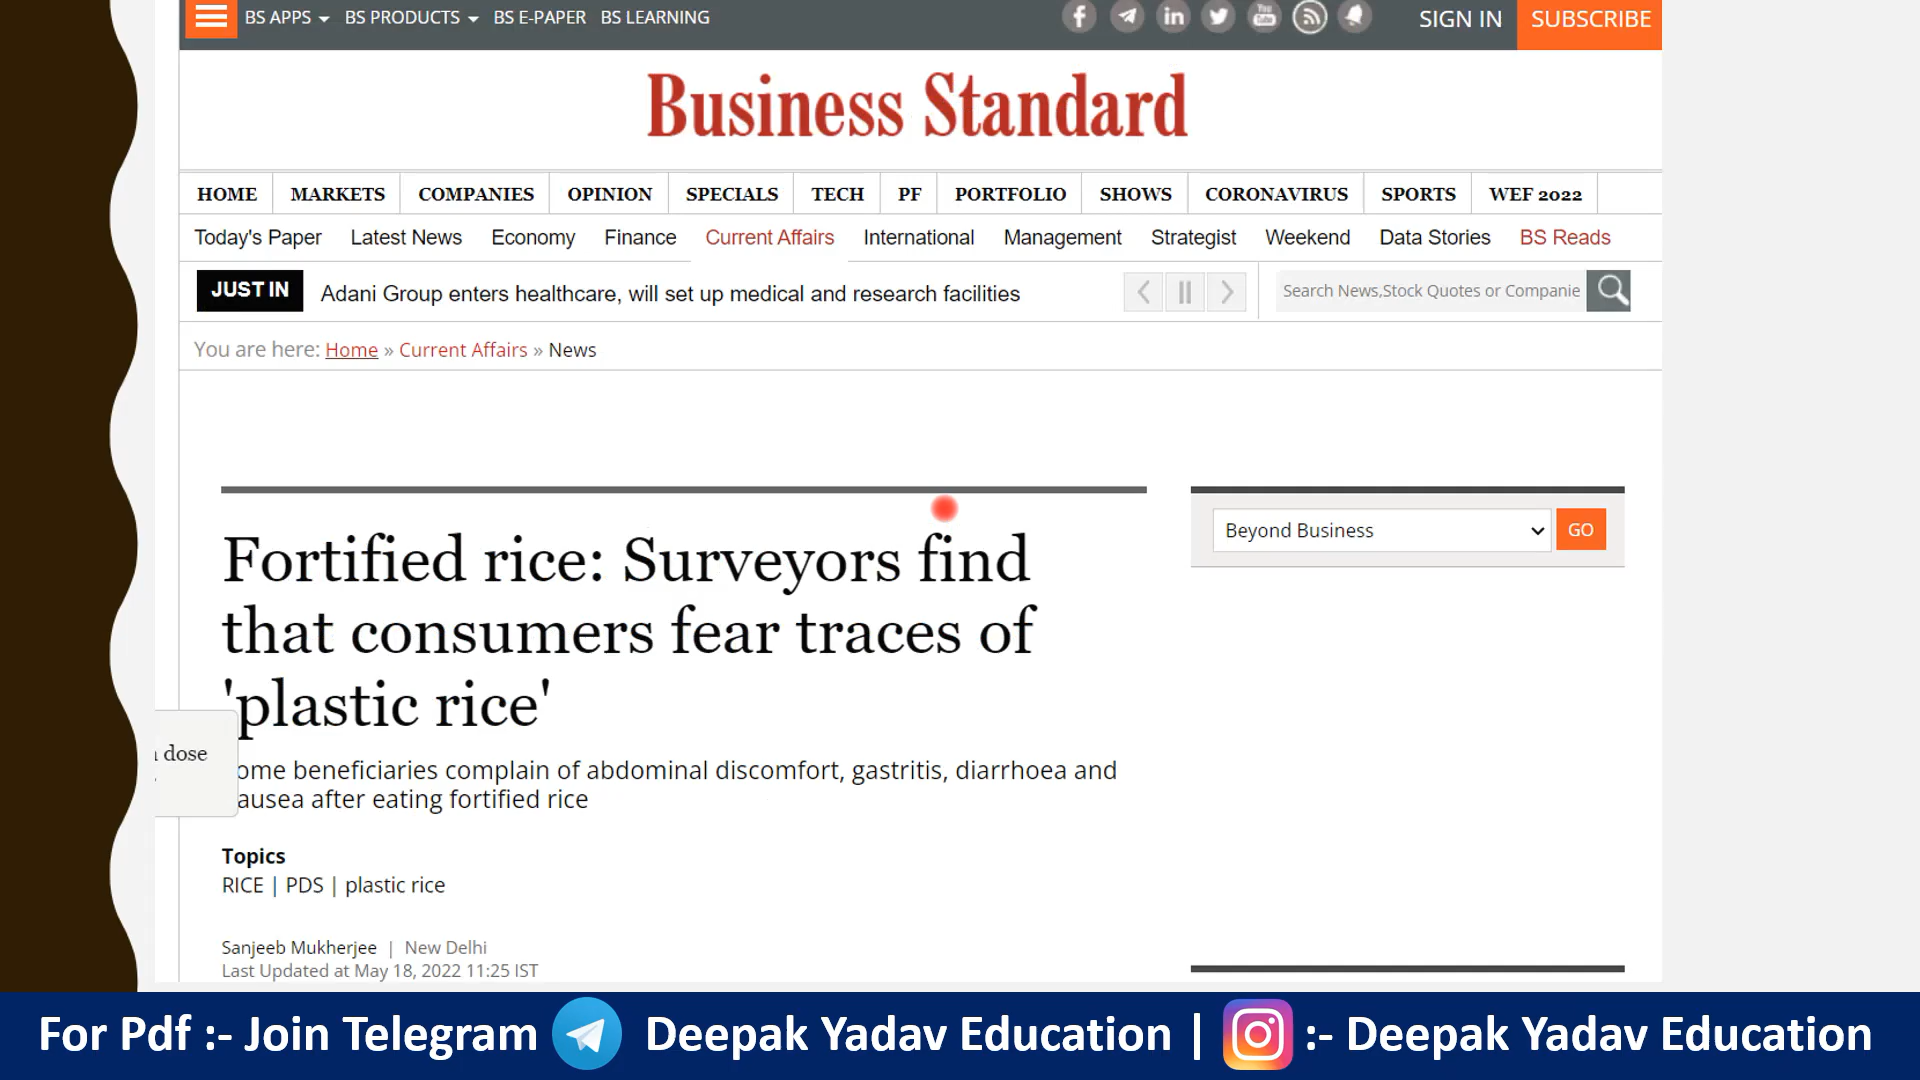 BS APPS BS PRODUCTS BS E-PAPER BS LEARNING SIGN IN SUBSCRIBE
Business Standard
HOME MARKETS COMPANIES OPINION SPECIALS TECH PF PORTFOLIO SHOWS CORONAVIRUS SPORTS WEF 2022
Today's Paper Latest News Economy Finance Current Affairs International Management Strategist Weekend Data Stories BS Reads
JUST IN Adani Group enters healthcare, will set up medical and research facilities Search News,Stock Quotes or Companie
You are here: Home » Current Affairs » News
Beyond Business GO
Fortified rice: Surveyors find
that consumers fear traces of
'plastic rice'
dose
ome beneficiaries complain of abdominal discomfort, gastritis, diarrhoea and
ausea after eating fortified rice
Topics
RICE | PDS | plastic rice
Sanjeeb Mukherjee | New Delhi
Last Updated at May 18, 2022 11:25 IST
For Pdf :- Join Telegram Deepak Yadav Education | :- Deepak Yadav Education